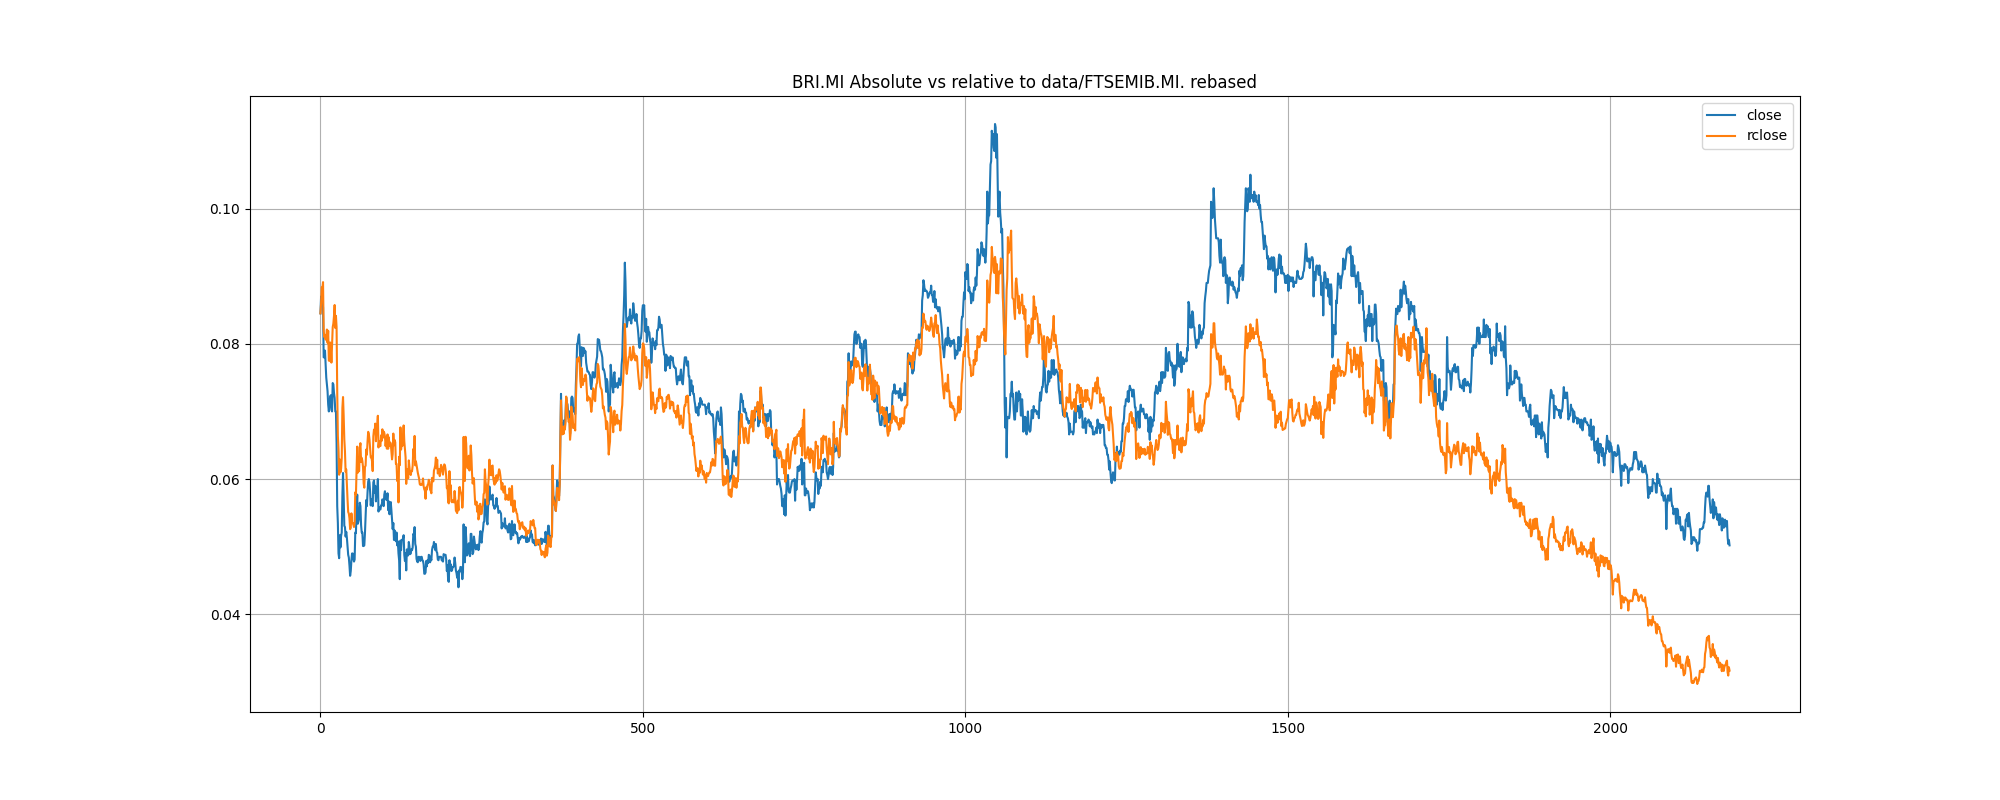 BRI.MI Absolute vs relative to data/FTSEMIB.MI. rebased
close
rclose
0.10
0.08
0.06
0.04
0 500 1000 1500 2000